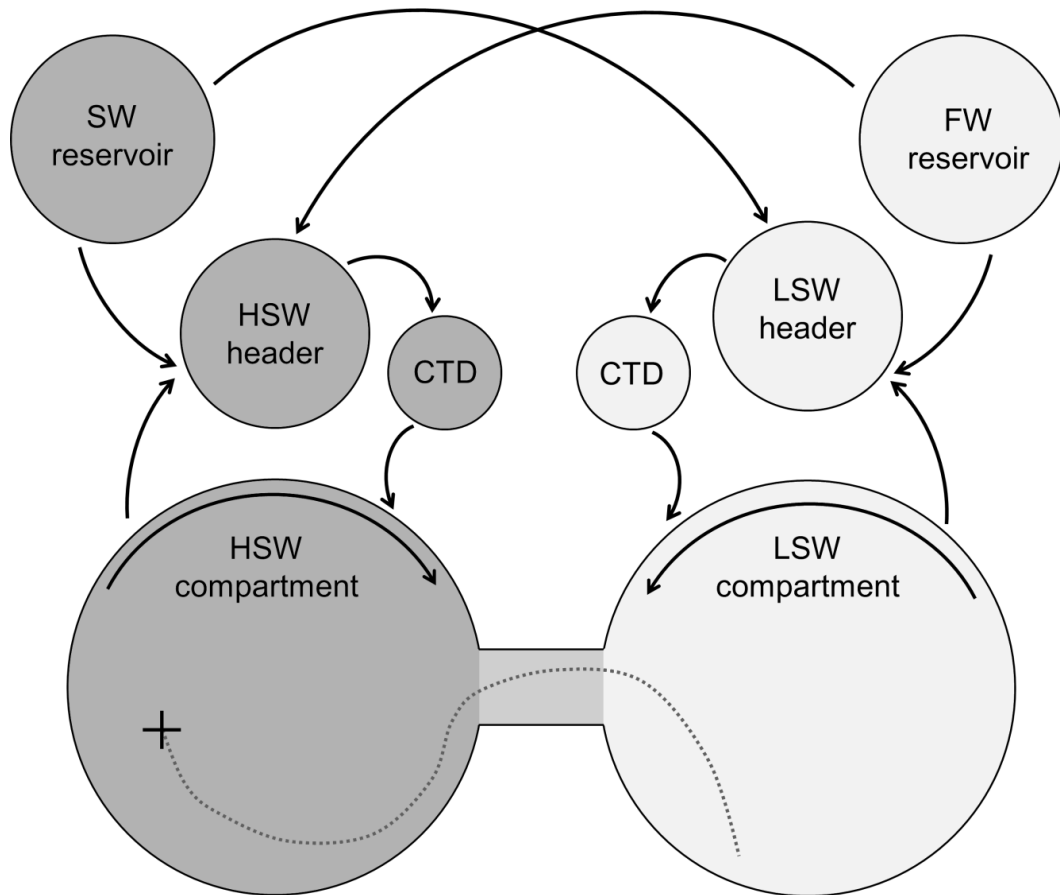 SW
reservoir
FW
reservoir
HSW
header
LSW
header
CTD
CTD
HSW
compartment
LSW
compartment